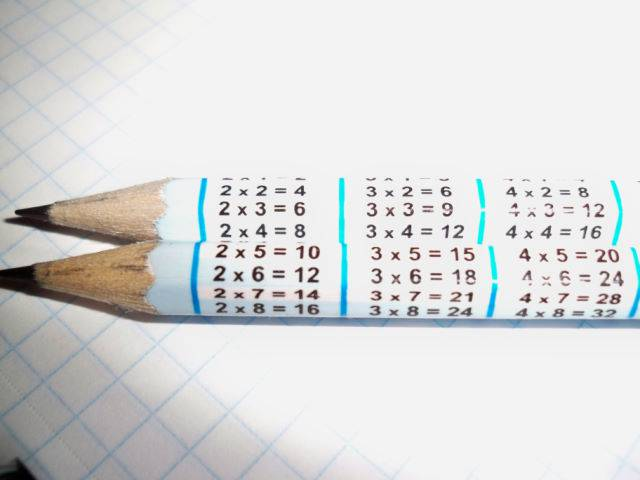 2 x 2 = 4
2 x 3 = 6
2 x 4 = 8
3 x 2 = 6
3 x 3 = 9
3 x 4 = 12
4 x 2 = 8
4 x 3 = 12
4 x 4 = 16
2 x 5 = 10
2 x 6 = 12
2 x 7 = 14
2 x 8 = 16
3 x 5 = 15
3 x 6 = 18
3 x 7 = 21
3 x 8 = 24
4 x 5 = 20
4 x 6 = 24
4 x 7 = 28
4 x 8 = 32